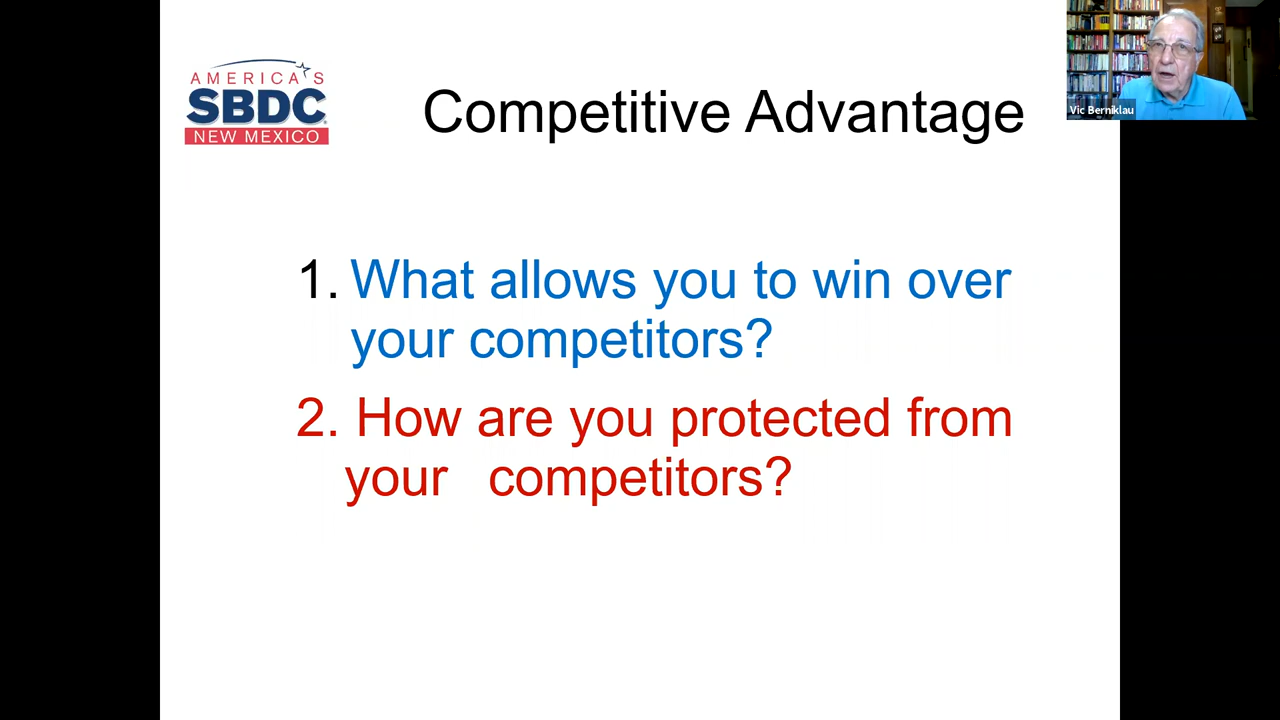 AMERICA'S
SBDC
NEW MEXICO
Competitive Advantage
Vic Berniklau
1. What allows you to win over
your competitors?
2. How are you protected from
your competitors?